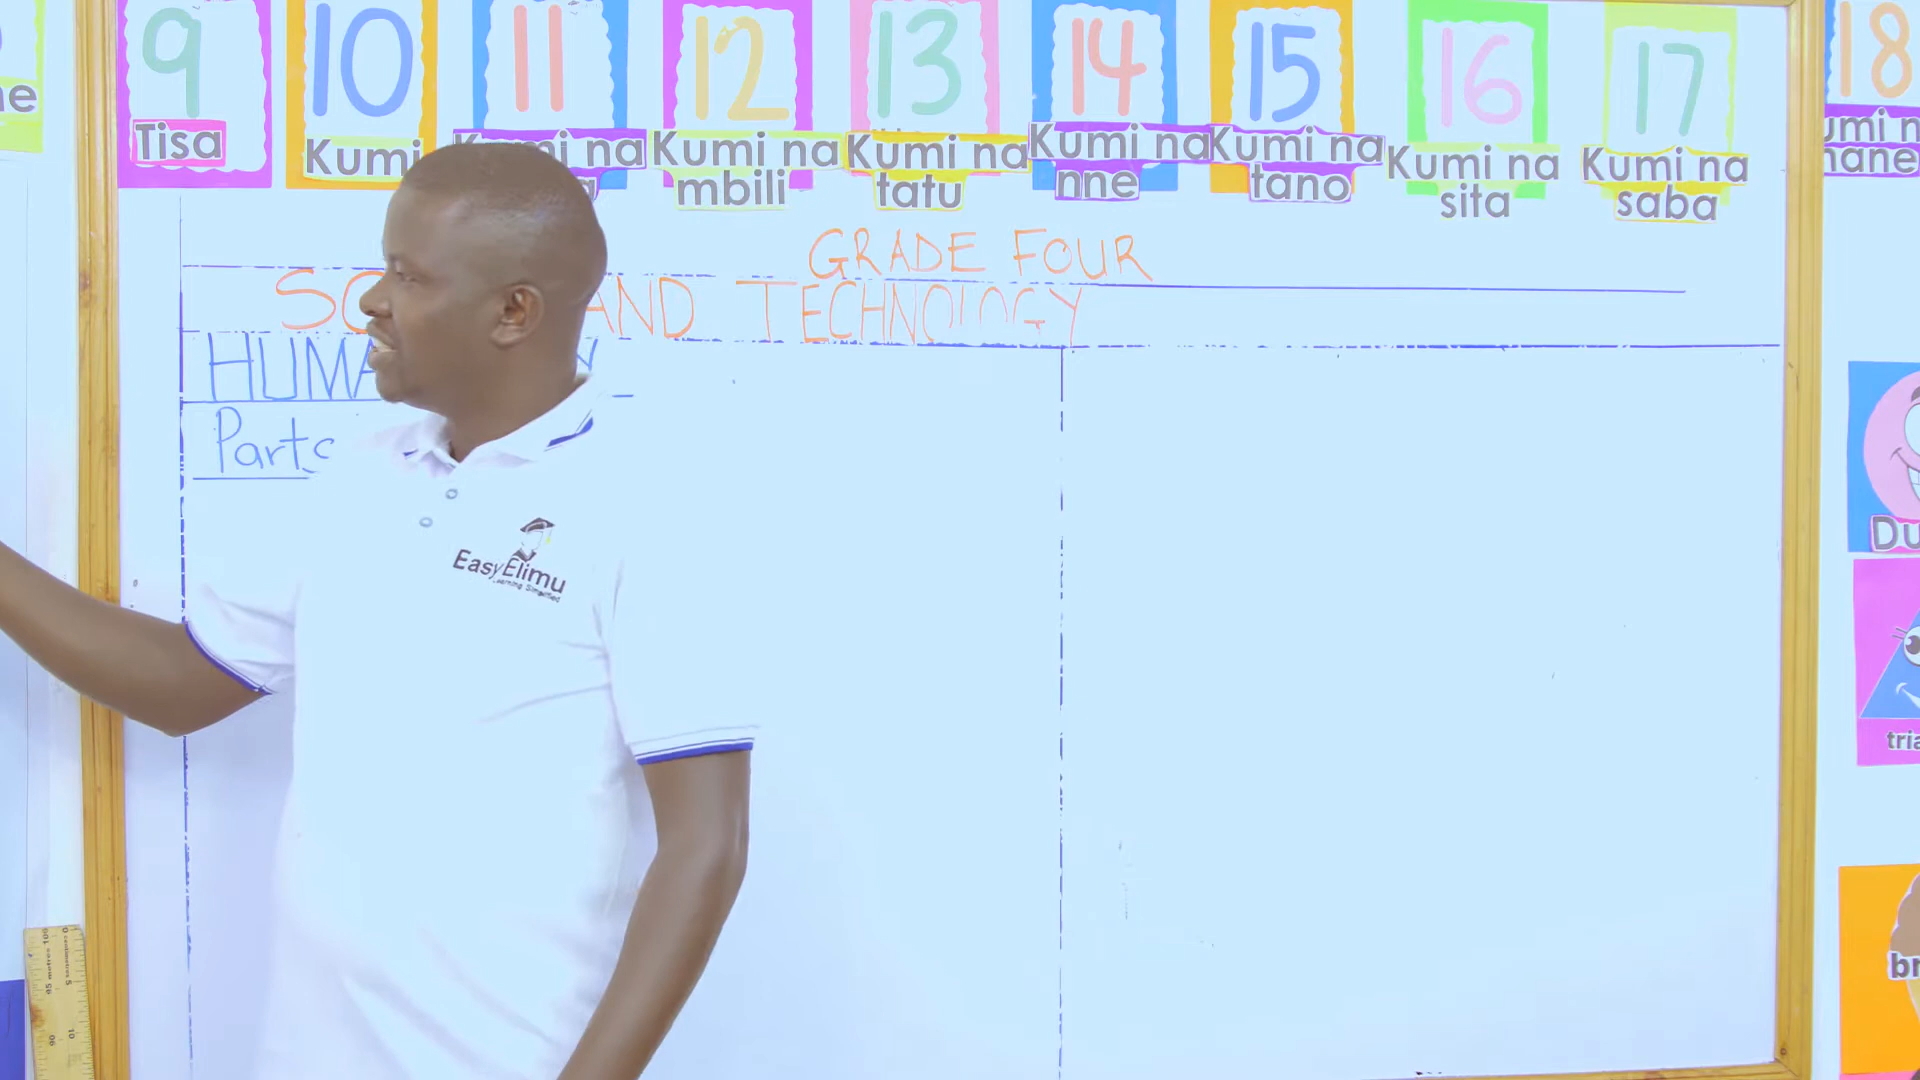 9 10 11 12 13 14 15 16 17 18
Tisa Kumi Kumi na Kumi na mbili Kumi na tatu Kumi na nne Kumi na tano Kumi na sita Kumi na saba
GRADE FOUR
AND TECHNOLOGY
Parts
EasyElimu
Learning Simplified